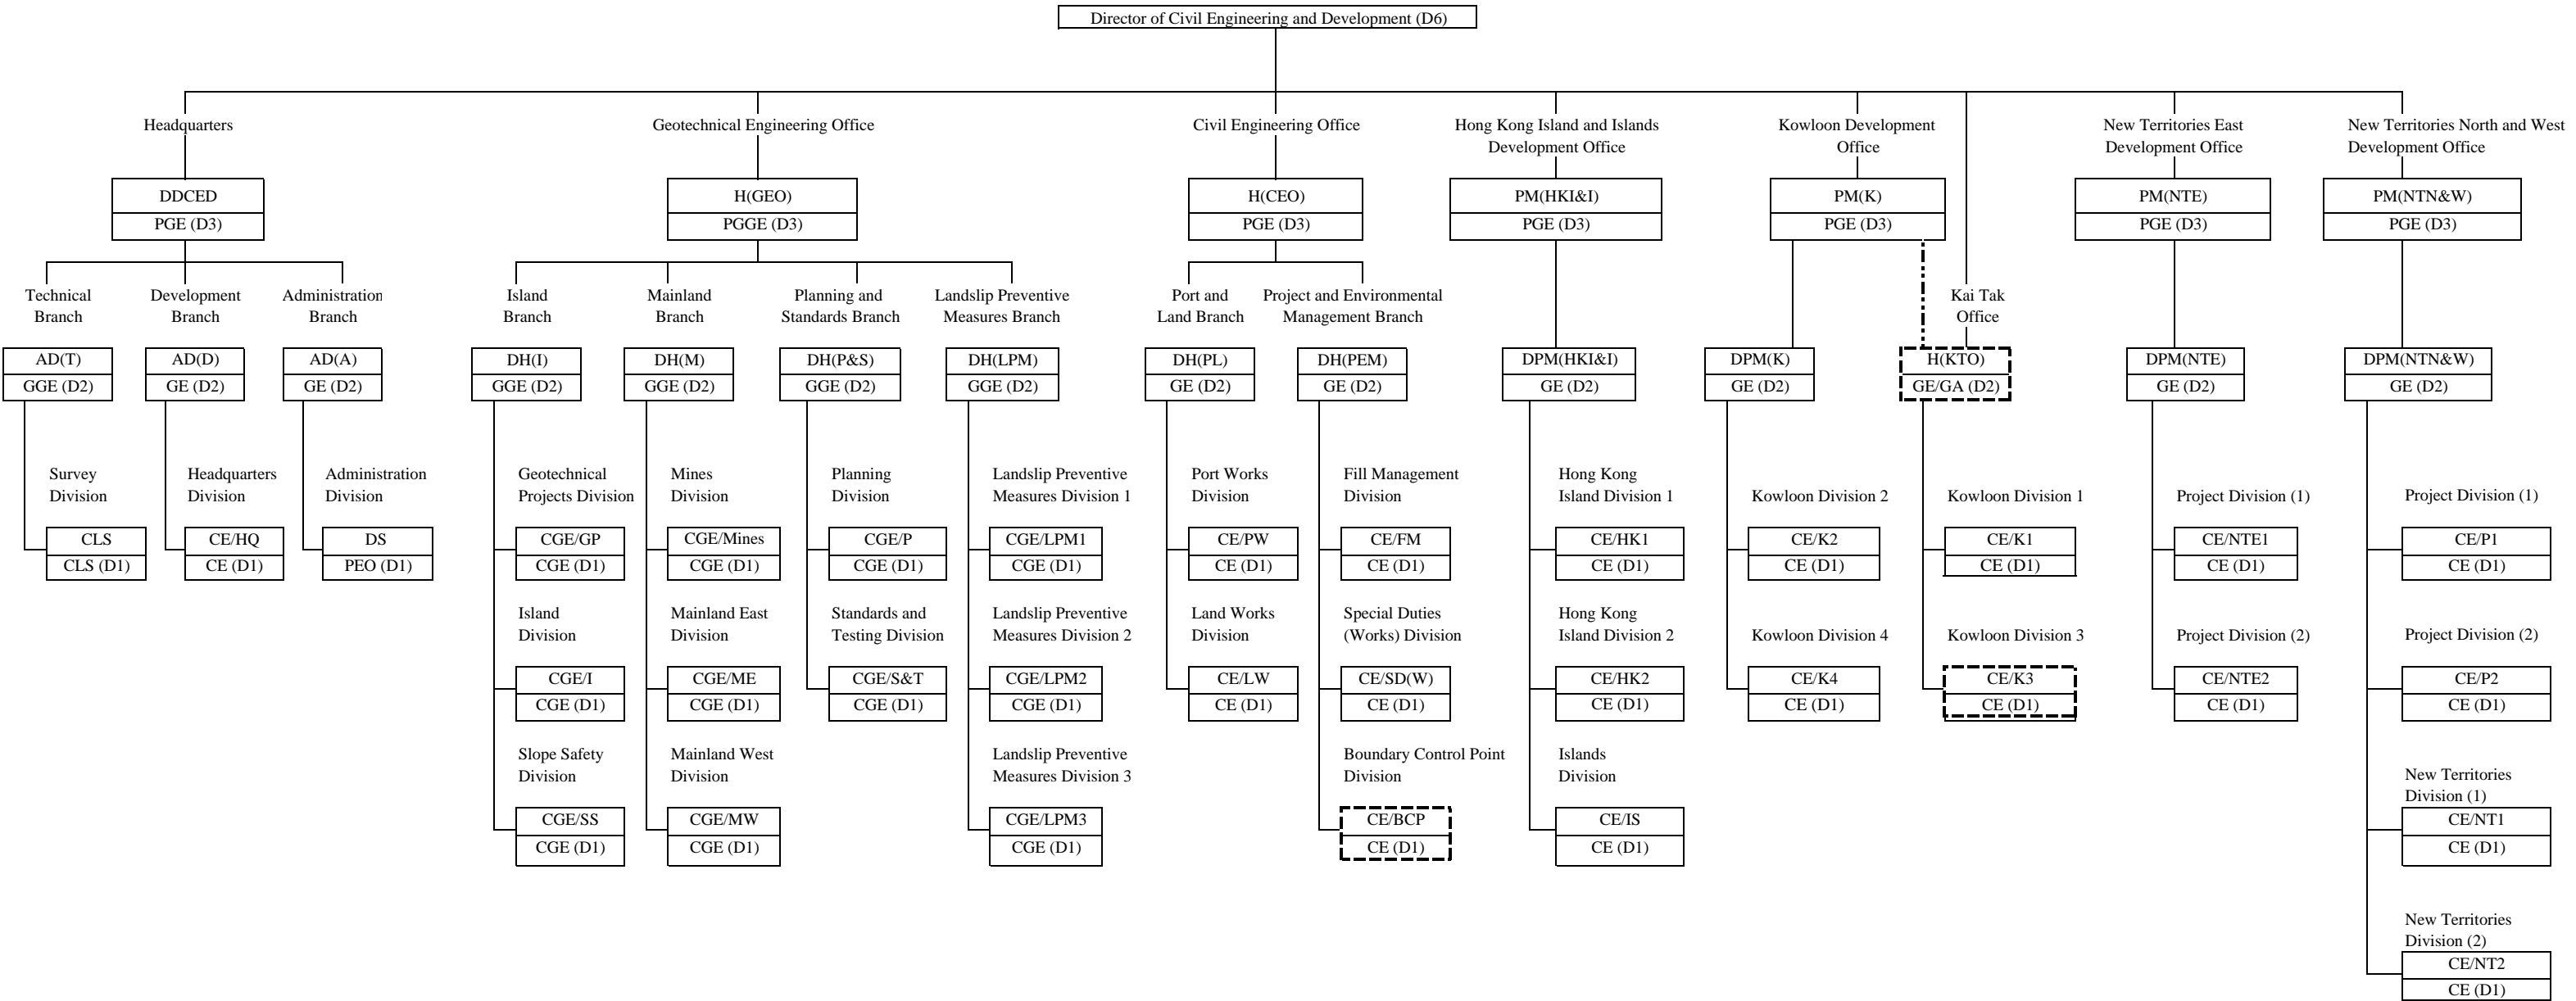 Director of Civil Engineering and Development (D6)
Headquarters
Geotechnical Engineering Office
Civil Engineering Office
Hong Kong Island and Islands
Development Office
Kowloon Development
Office
New Territories East
Development Office
New Territories North and West
Development Office
DDCED
PGE (D3)
H(GEO)
PGGE (D3)
H(CEO)
PGE (D3)
PM(HKI&I)
PGE (D3)
PM(K)
PGE (D3)
PM(NTE)
PGE (D3)
PM(NTN&W)
PGE (D3)
Technical
Branch
Development
Branch
Administration
Branch
Island
Branch
Mainland
Branch
Planning and
Standards Branch
Landslip Preventive
Measures Branch
Port and
Land Branch
Project and Environmental
Management Branch
Kai Tak
Office
AD(T)
GGE (D2)
AD(D)
GE (D2)
AD(A)
GE (D2)
DH(I)
GGE (D2)
DH(M)
GGE (D2)
DH(P&S)
GGE (D2)
DH(LPM)
GGE (D2)
DH(PL)
GE (D2)
DH(PEM)
GE (D2)
DPM(HKI&I)
GE (D2)
DPM(K)
GE (D2)
H(KTO)
GE/GA (D2)
DPM(NTE)
GE (D2)
DPM(NTN&W)
GE (D2)
Survey
Division
Headquarters
Division
Administration
Division
Geotechnical
Projects Division
Mines
Division
Planning
Division
Landslip Preventive
Measures Division 1
Port Works
Division
Fill Management
Division
Hong Kong
Island Division 1
Kowloon Division 2
Kowloon Division 1
Project Division (1)
Project Division (1)
CLS
CLS (D1)
CE/HQ
CE (D1)
DS
PEO (D1)
CGE/GP
CGE (D1)
CGE/Mines
CGE (D1)
CGE/P
CGE (D1)
CGE/LPM1
CGE (D1)
CE/PW
CE (D1)
CE/FM
CE (D1)
CE/HK1
CE (D1)
CE/K2
CE (D1)
CE/K1
CE (D1)
CE/NTE1
CE (D1)
CE/P1
CE (D1)
Island
Division
Mainland East
Division
Standards and
Testing Division
Landslip Preventive
Measures Division 2
Land Works
Division
Special Duties
(Works) Division
Hong Kong
Island Division 2
Kowloon Division 4
Kowloon Division 3
Project Division (2)
Project Division (2)
CGE/I
CGE (D1)
CGE/ME
CGE (D1)
CGE/S&T
CGE (D1)
CGE/LPM2
CGE (D1)
CE/LW
CE (D1)
CE/SD(W)
CE (D1)
CE/HK2
CE (D1)
CE/K4
CE (D1)
CE/K3
CE (D1)
CE/NTE2
CE (D1)
CE/P2
CE (D1)
Slope Safety
Division
Mainland West
Division
Landslip Preventive
Measures Division 3
Boundary Control Point
Division
Islands
Division
New Territories
Division (1)
CGE/SS
CGE (D1)
CGE/MW
CGE (D1)
CGE/LPM3
CGE (D1)
CE/BCP
CE (D1)
CE/IS
CE (D1)
CE/NT1
CE (D1)
New Territories
Division (2)
CE/NT2
CE (D1)